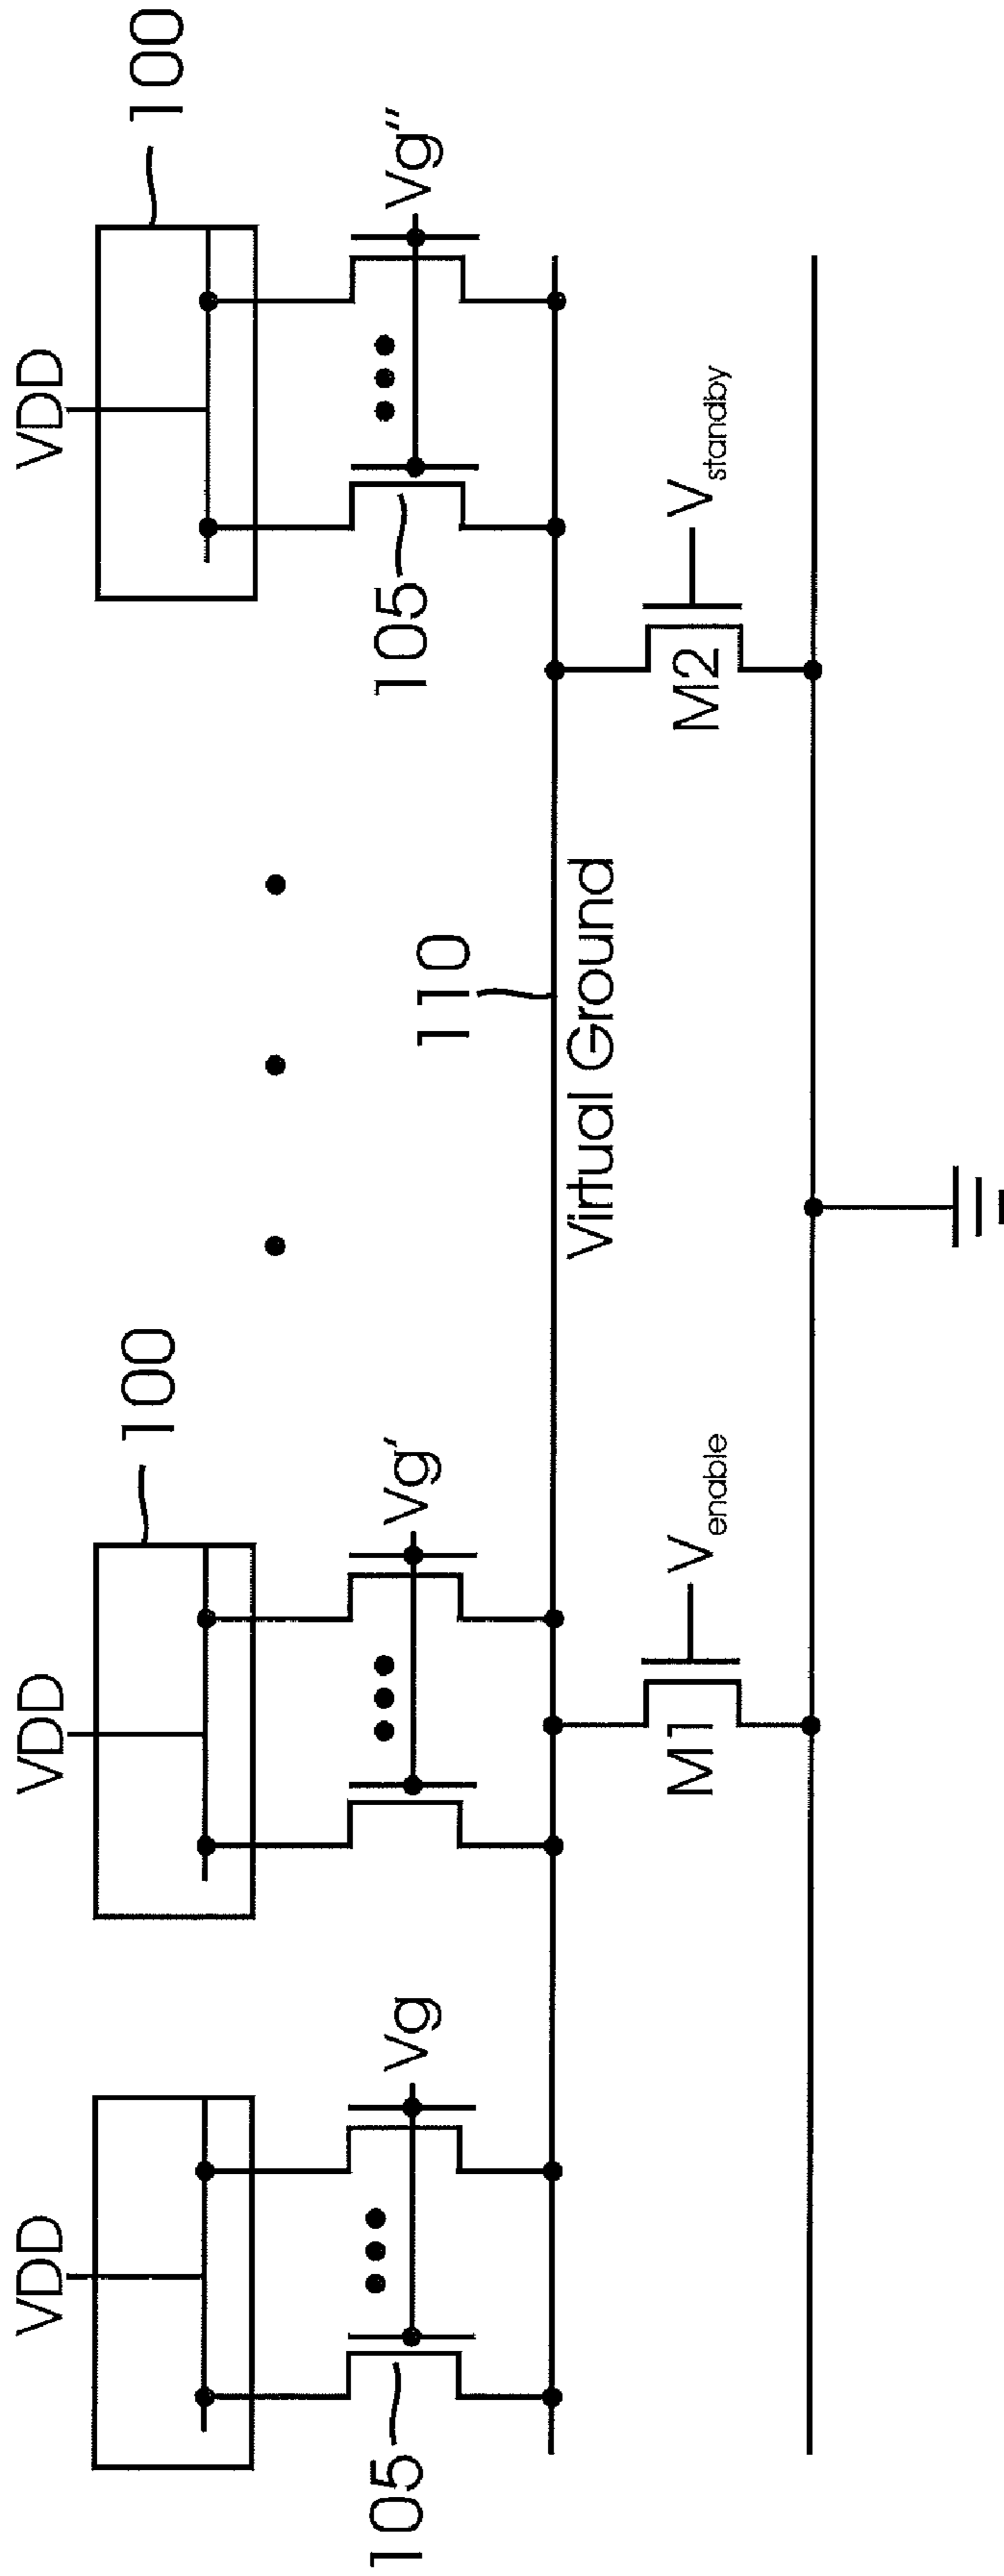 VDD
VDD
VDD
100
100
105
Vg
Vg'
105
Vg"
110
Virtual Ground
M1
Venable
M2
Vstandby